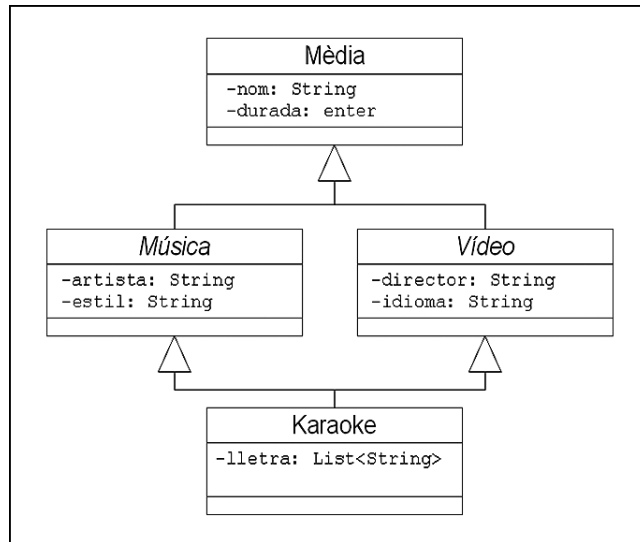 Mèdia
-nom: String
-durada: enter
Música
-artista: String
-estil: String
Vídeo
-director: String
-idioma: String
Karaoke
-lletra: List<String>